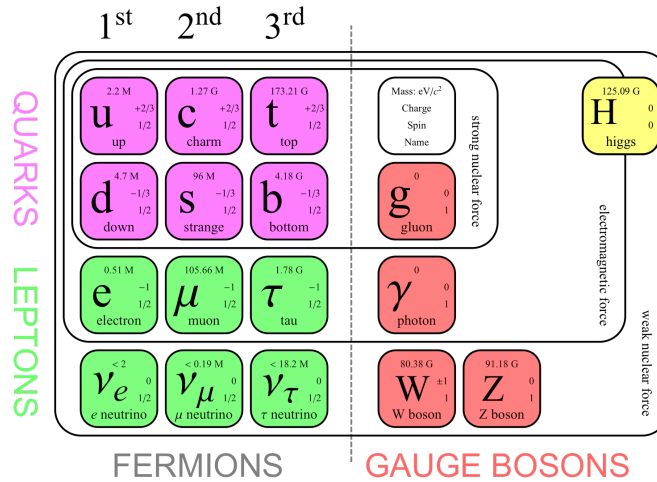 1st 2nd 3rd
QUARKS
2.2 M
u
+2/3
1/2
up
1.27 G
c
+2/3
1/2
charm
173.21 G
t
+2/3
1/2
top
Mass: eV/c²
Charge
Spin
Name
125.09 G
H
0
0
higgs
4.7 M
d
−1/3
1/2
down
96 M
s
−1/3
1/2
strange
4.18 G
b
−1/3
1/2
bottom
0
g
0
1
gluon
strong nuclear force
electromagnetic force
weak nuclear force
LEPTONS
0.51 M
e
−1
1/2
electron
105.66 M
μ
−1
1/2
muon
1.78 G
τ
−1
1/2
tau
0
γ
0
1
photon
< 2
νe
0
1/2
e neutrino
< 0.19 M
νμ
0
1/2
μ neutrino
< 18.2 M
ντ
0
1/2
τ neutrino
80.38 G
W
±1
1
W boson
91.18 G
Z
0
1
Z boson
FERMIONS
GAUGE BOSONS